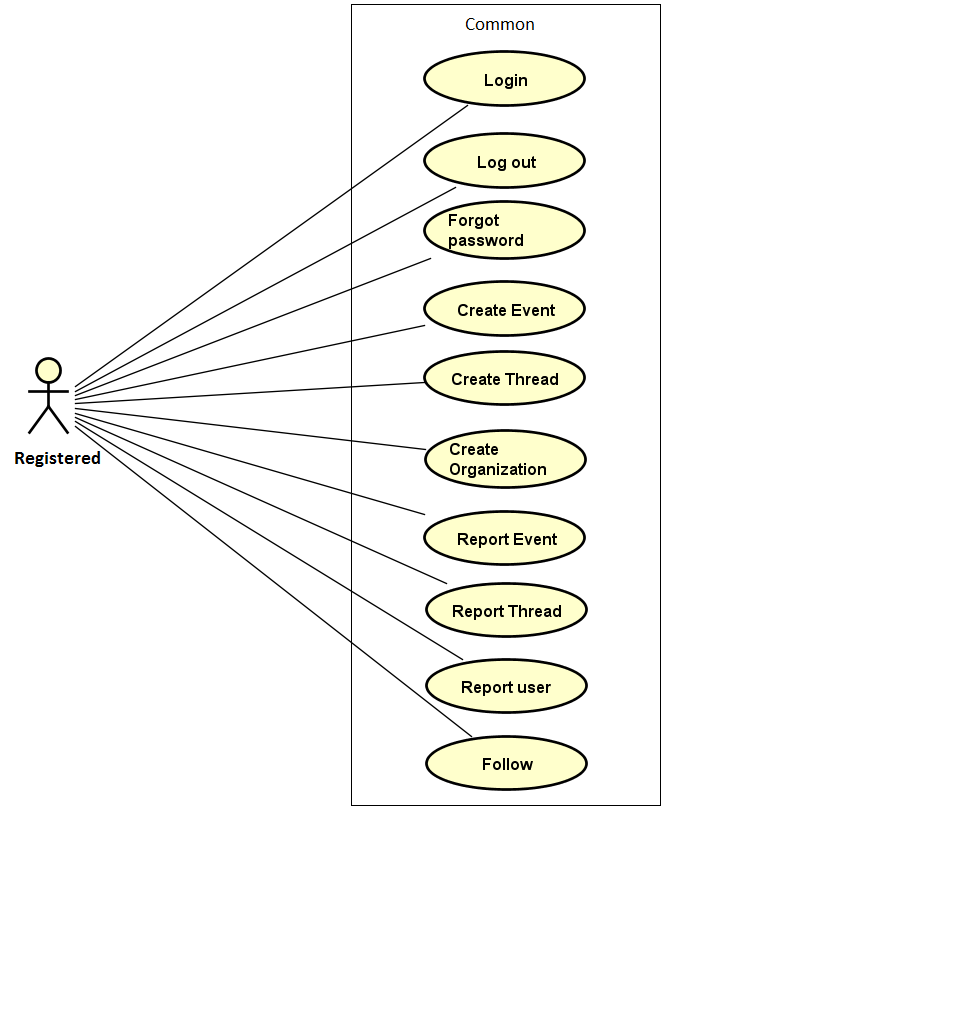 Common
Login
Log out
Forgot
password
Create Event
Create Thread
Registered
Create
Organization
Report Event
Report Thread
Report user
Follow